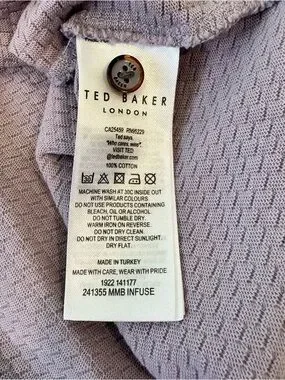 TED BAKER
LONDON
CA25459 RN95229
Ted says,
"Who cares, wins".
VISIT TED
@tedbaker.com
100% COTTON
MACHINE WASH AT 30C INSIDE OUT
WITH SIMILAR COLOURS.
DO NOT USE PRODUCTS CONTAINING
BLEACH, OIL OR ALCOHOL.
DO NOT TUMBLE DRY.
WARM IRON ON REVERSE.
DO NOT DRY CLEAN.
DO NOT DRY IN DIRECT SUNLIGHT.
DRY FLAT.
MADE IN TURKEY
MADE WITH CARE, WEAR WITH PRIDE
1922 141177
241355 MMB INFUSE